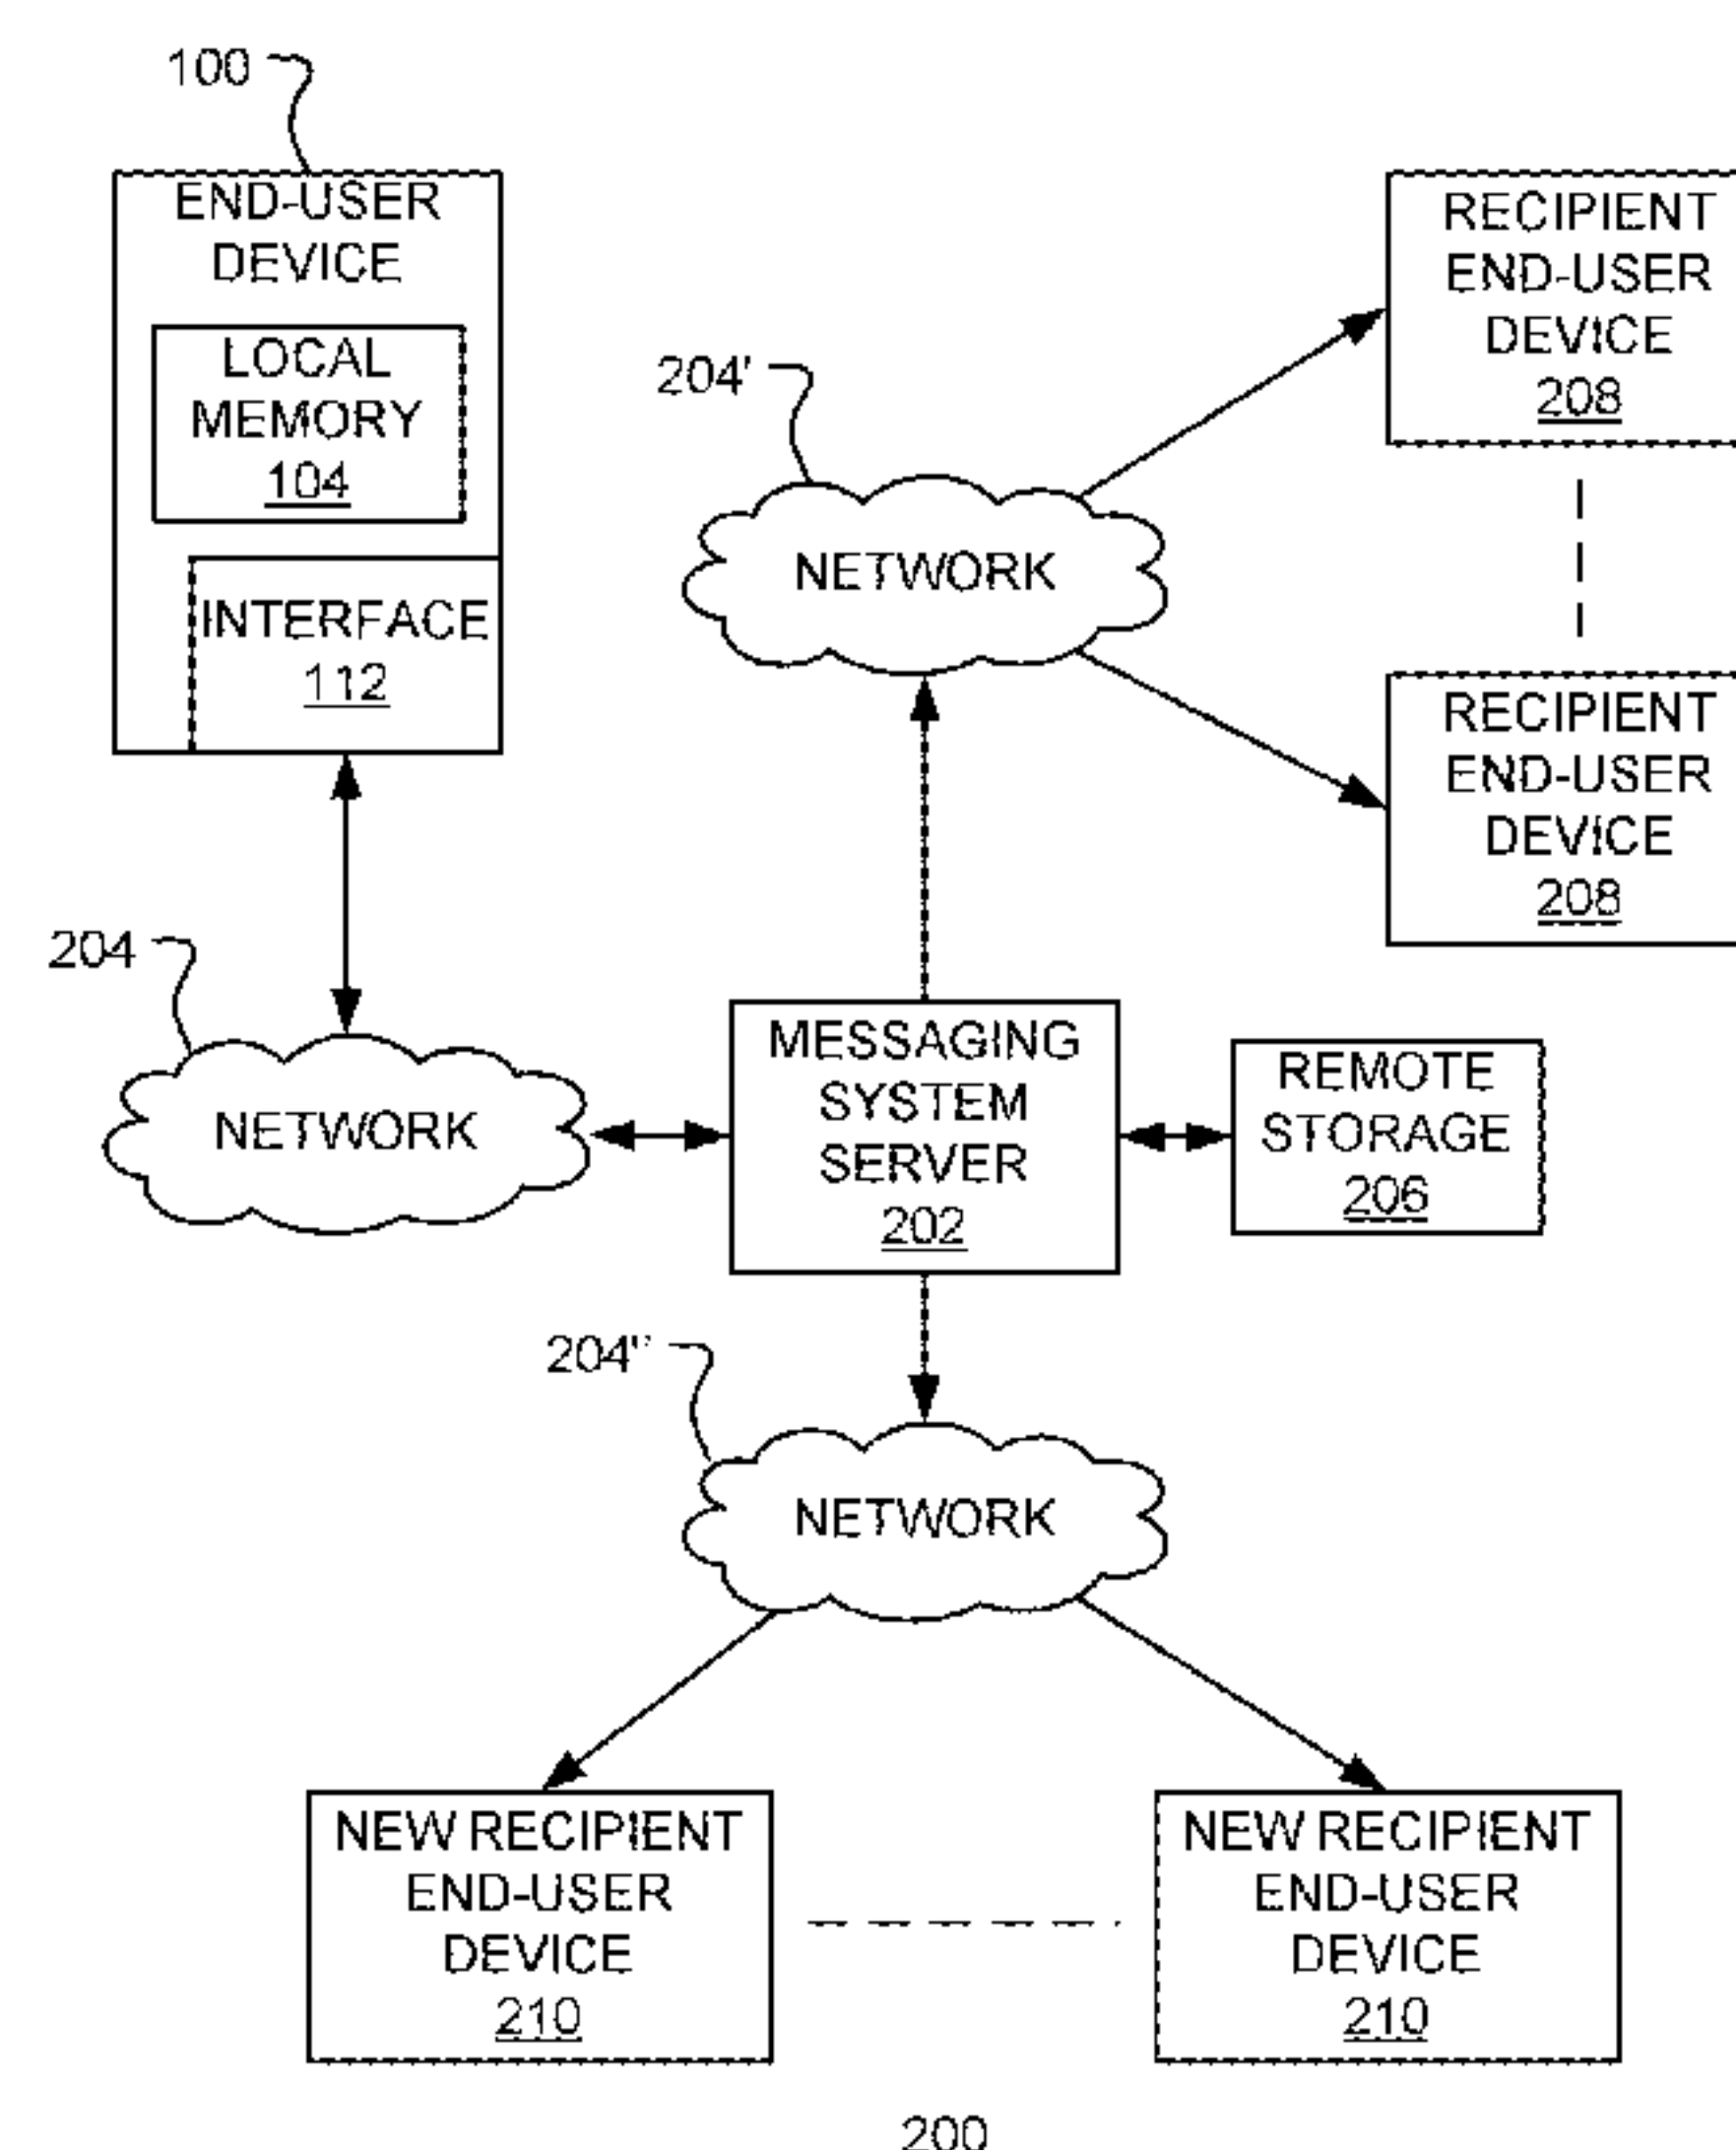 100
END-USER
DEVICE
LOCAL
MEMORY
104
INTERFACE
112
204'
NETWORK
RECIPIENT
END-USER
DEVICE
208
RECIPIENT
END-USER
DEVICE
208
204
NETWORK
MESSAGING
SYSTEM
SERVER
202
REMOTE
STORAGE
206
204"
NETWORK
NEW RECIPIENT
END-USER
DEVICE
210
NEW RECIPIENT
END-USER
DEVICE
210
200